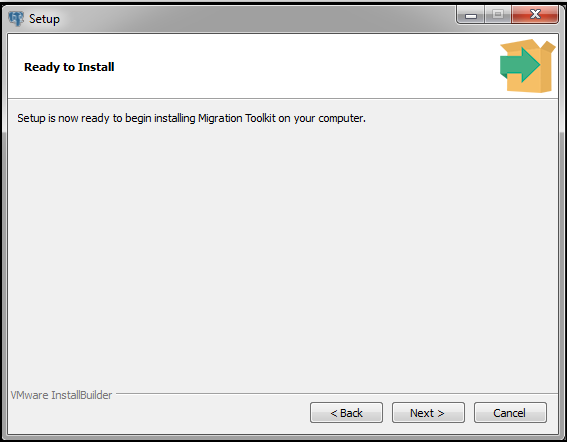 Setup
Ready to Install
Setup is now ready to begin installing Migration Toolkit on your computer.
VMware InstallBuilder
< Back
Next >
Cancel